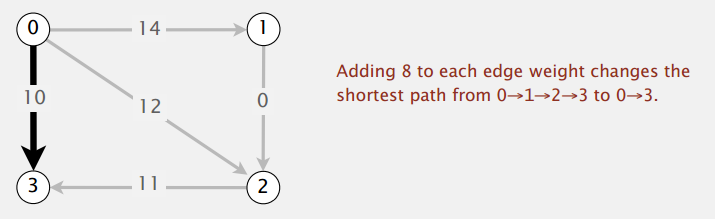 0 14 1
10 12 0
Adding 8 to each edge weight changes the
shortest path from 0→1→2→3 to 0→3.
3 11 2